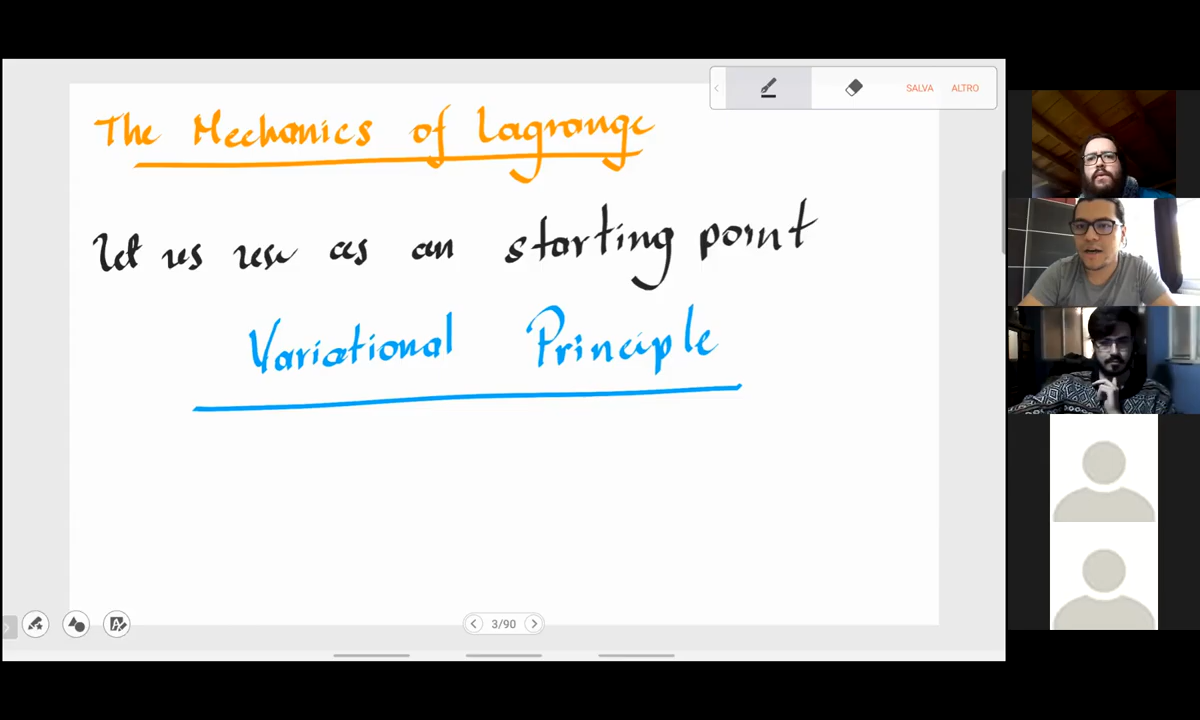 SALVA ALTRO
The Mechanics of Lagrange
Let us use as an starting point
Variational Principle
3/90